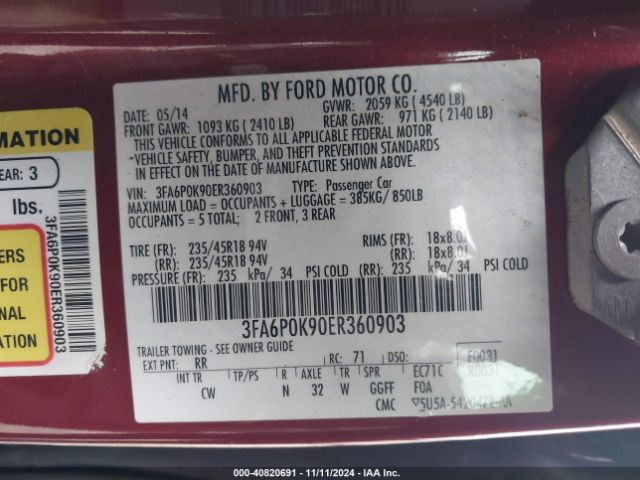 MFD. BY FORD MOTOR CO.
DATE: 05/14 GVWR: 2059 KG ( 4540 LB)
FRONT GAWR: 1093 KG ( 2410 LB) REAR GAWR: 971 KG ( 2140 LB)
THIS VEHICLE CONFORMS TO ALL APPLICABLE FEDERAL MOTOR
VEHICLE SAFETY, BUMPER, AND THEFT PREVENTION STANDARDS
IN EFFECT ON THE DATE OF MANUFACTURE SHOWN ABOVE.
VIN: 3FA6P0K90ER360903 TYPE: Passenger Car
MAXIMUM LOAD = OCCUPANTS + LUGGAGE = 385KG/ 850LB
OCCUPANTS = 5 TOTAL; 2 FRONT, 3 REAR
TIRE (FR): 235/45R18 94V RIMS (FR): 18x8.0J
(RR): 235/45R18 94V (RR): 18x8.0J
PRESSURE (FR): 235 kPa/ 34 PSI COLD (RR): 235 kPa/ 34 PSI COLD
3FA6P0K90ER360903
TRAILER TOWING - SEE OWNER GUIDE
EXT PNT: RR RC: 71 DSO: F0031
R0031
INT TR TP/PS R AXLE TR SPR EC71C
CW N 32 W GGFF FOA
CMC
MATION
EAR: 3
lbs.
ERS
FOR
NAL
TION
3FA6P0K90ER360903
000-40820691 - 11/11/2024 - IAA Inc.